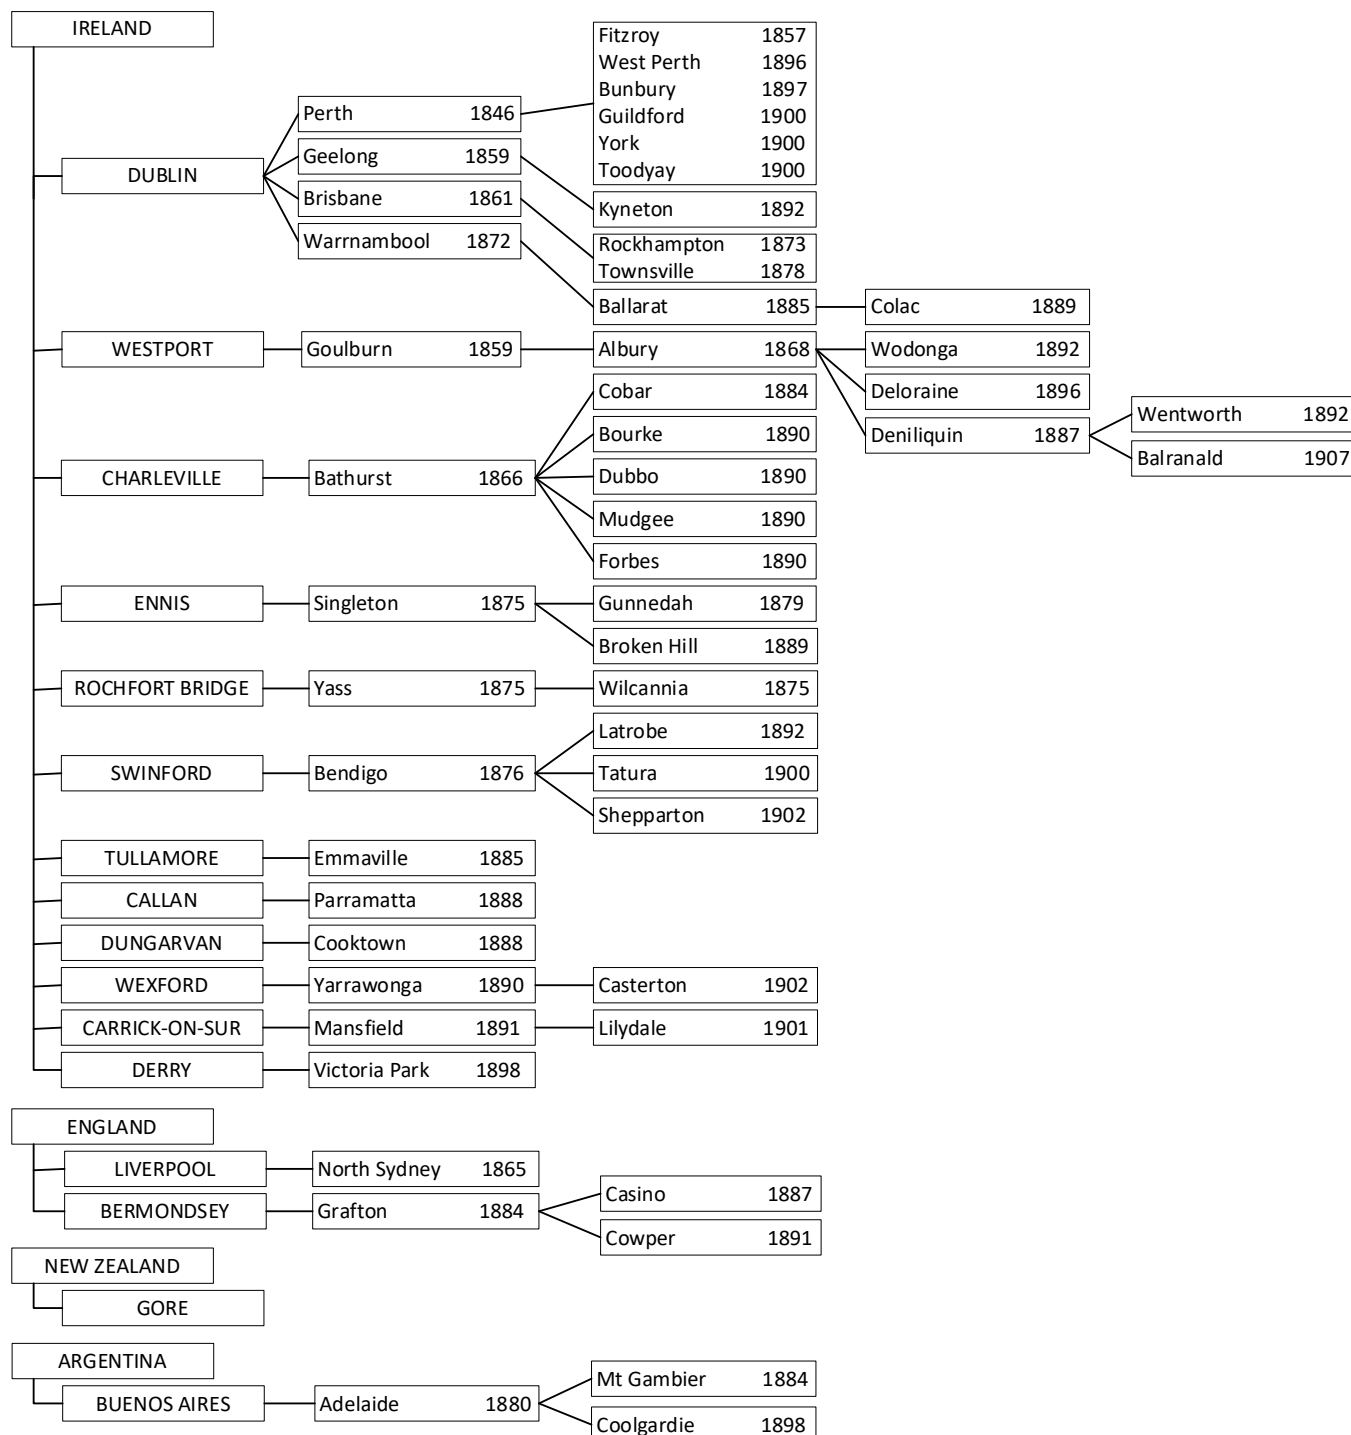 IRELAND
DUBLIN
Perth 1846
Fitzroy 1857
West Perth 1896
Bunbury 1897
Guildford 1900
York 1900
Toodyay 1900
Geelong 1859
Kyneton 1892
Brisbane 1861
Rockhampton 1873
Townsville 1878
Warrnambool 1872
Ballarat 1885
Colac 1889
WESTPORT
Goulburn 1859
Albury 1868
Wodonga 1892
Deloraine 1896
Deniliquin 1887
Wentworth 1892
Balranald 1907
CHARLEVILLE
Bathurst 1866
Cobar 1884
Bourke 1890
Dubbo 1890
Mudgee 1890
Forbes 1890
ENNIS
Singleton 1875
Gunnedah 1879
Broken Hill 1889
ROCHFORT BRIDGE
Yass 1875
Wilcannia 1875
SWINFORD
Bendigo 1876
Latrobe 1892
Tatura 1900
Shepparton 1902
TULLAMORE
Emmaville 1885
CALLAN
Parramatta 1888
DUNGARVAN
Cooktown 1888
WEXFORD
Yarrawonga 1890
Casterton 1902
CARRICK-ON-SUR
Mansfield 1891
Lilydale 1901
DERRY
Victoria Park 1898
ENGLAND
LIVERPOOL
North Sydney 1865
BERMONDSEY
Grafton 1884
Casino 1887
Cowper 1891
NEW ZEALAND
GORE
ARGENTINA
BUENOS AIRES
Adelaide 1880
Mt Gambier 1884
Coolgardie 1898